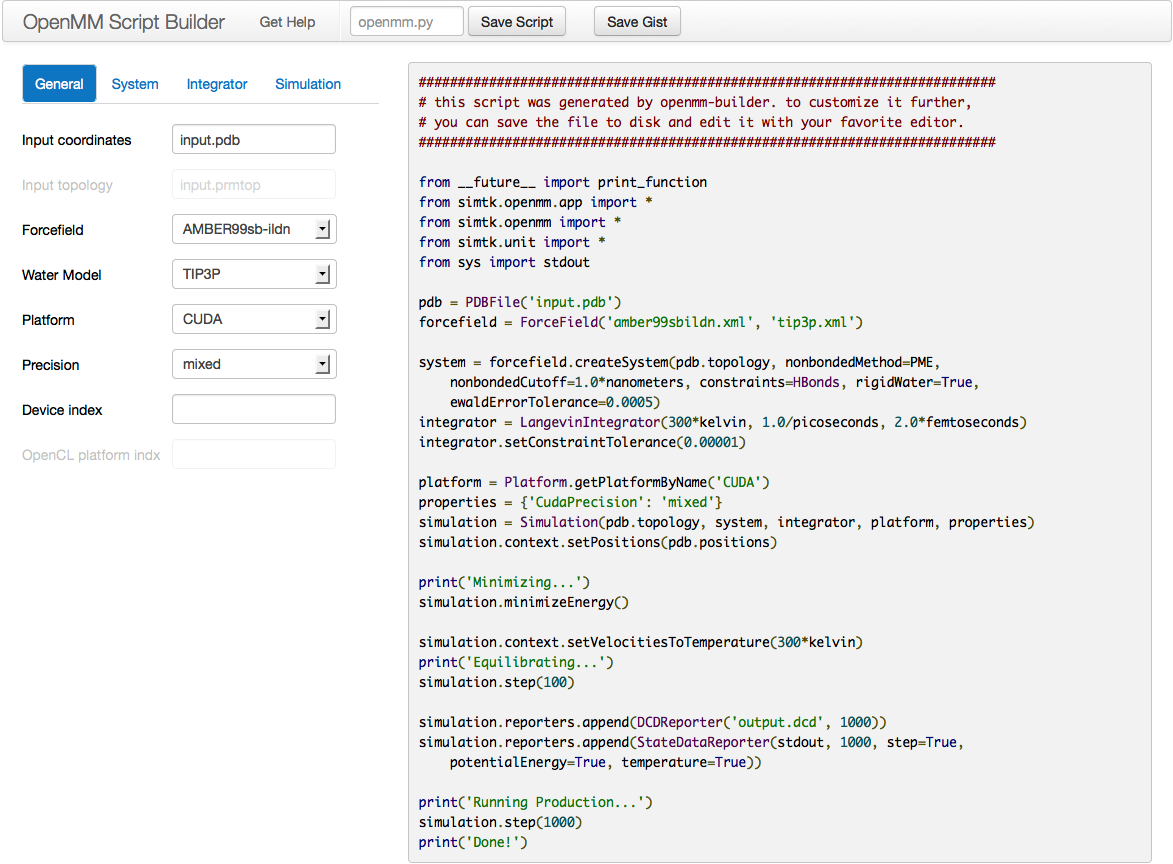 OpenMM Script Builder Get Help openmm.py Save Script Save Gist
General System Integrator Simulation
Input coordinates input.pdb
Input topology input.prmtop
Forcefield AMBER99sb-ildn
Water Model TIP3P
Platform CUDA
Precision mixed
Device index
OpenCL platform indx
##########################################################################
# this script was generated by openmm-builder. to customize it further,
# you can save the file to disk and edit it with your favorite editor.
##########################################################################
from __future__ import print_function
from simtk.openmm.app import *
from simtk.openmm import *
from simtk.unit import *
from sys import stdout
pdb = PDBFile('input.pdb')
forcefield = ForceField('amber99sbildn.xml', 'tip3p.xml')
system = forcefield.createSystem(pdb.topology, nonbondedMethod=PME,
    nonbondedCutoff=1.0*nanometers, constraints=HBonds, rigidWater=True,
    ewaldErrorTolerance=0.0005)
integrator = LangevinIntegrator(300*kelvin, 1.0/picoseconds, 2.0*femtoseconds)
integrator.setConstraintTolerance(0.00001)
platform = Platform.getPlatformByName('CUDA')
properties = {'CudaPrecision': 'mixed'}
simulation = Simulation(pdb.topology, system, integrator, platform, properties)
simulation.context.setPositions(pdb.positions)
print('Minimizing...')
simulation.minimizeEnergy()
simulation.context.setVelocitiesToTemperature(300*kelvin)
print('Equilibrating...')
simulation.step(100)
simulation.reporters.append(DCDReporter('output.dcd', 1000))
simulation.reporters.append(StateDataReporter(stdout, 1000, step=True,
    potentialEnergy=True, temperature=True))
print('Running Production...')
simulation.step(1000)
print('Done!')